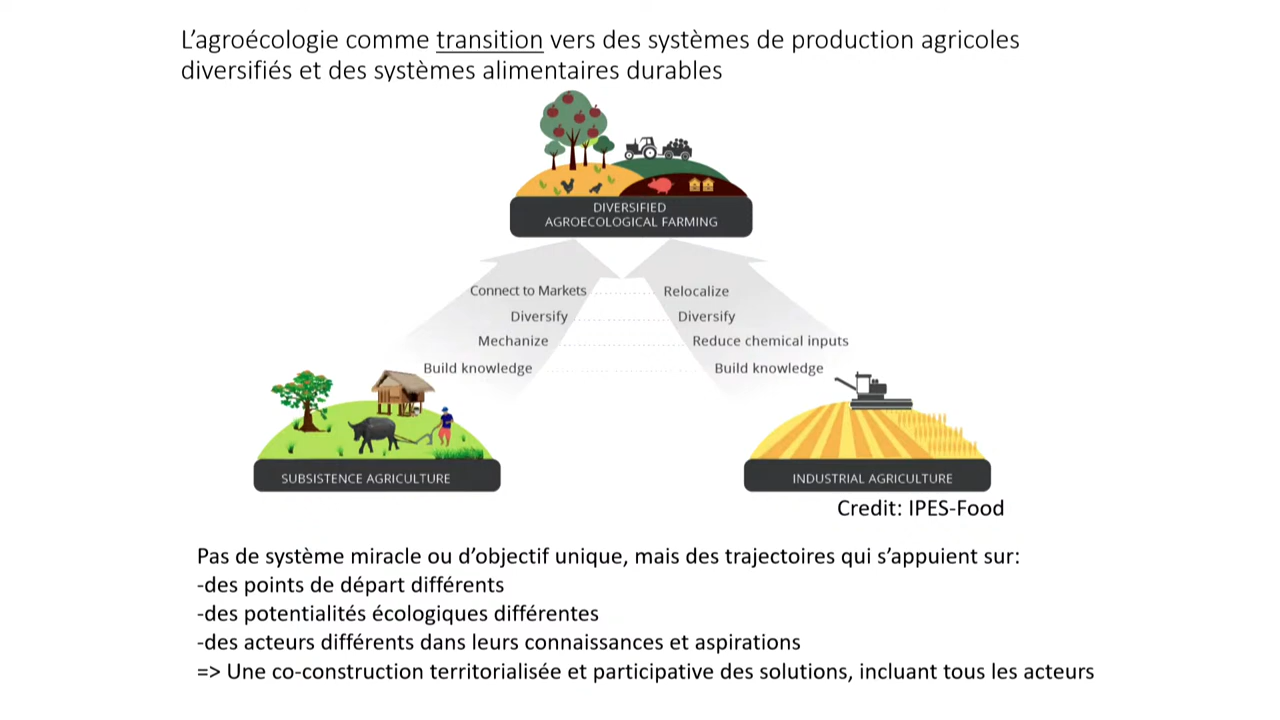 L’agroécologie comme transition vers des systèmes de production agricoles
diversifiés et des systèmes alimentaires durables
DIVERSIFIED
AGROECOLOGICAL FARMING
Connect to Markets
Relocalize
Diversify
Diversify
Mechanize
Reduce chemical inputs
Build knowledge
Build knowledge
SUBSISTENCE AGRICULTURE
INDUSTRIAL AGRICULTURE
Credit: IPES-Food
Pas de système miracle ou d’objectif unique, mais des trajectoires qui s’appuient sur:
-des points de départ différents
-des potentialités écologiques différentes
-des acteurs différents dans leurs connaissances et aspirations
=> Une co-construction territorialisée et participative des solutions, incluant tous les acteurs